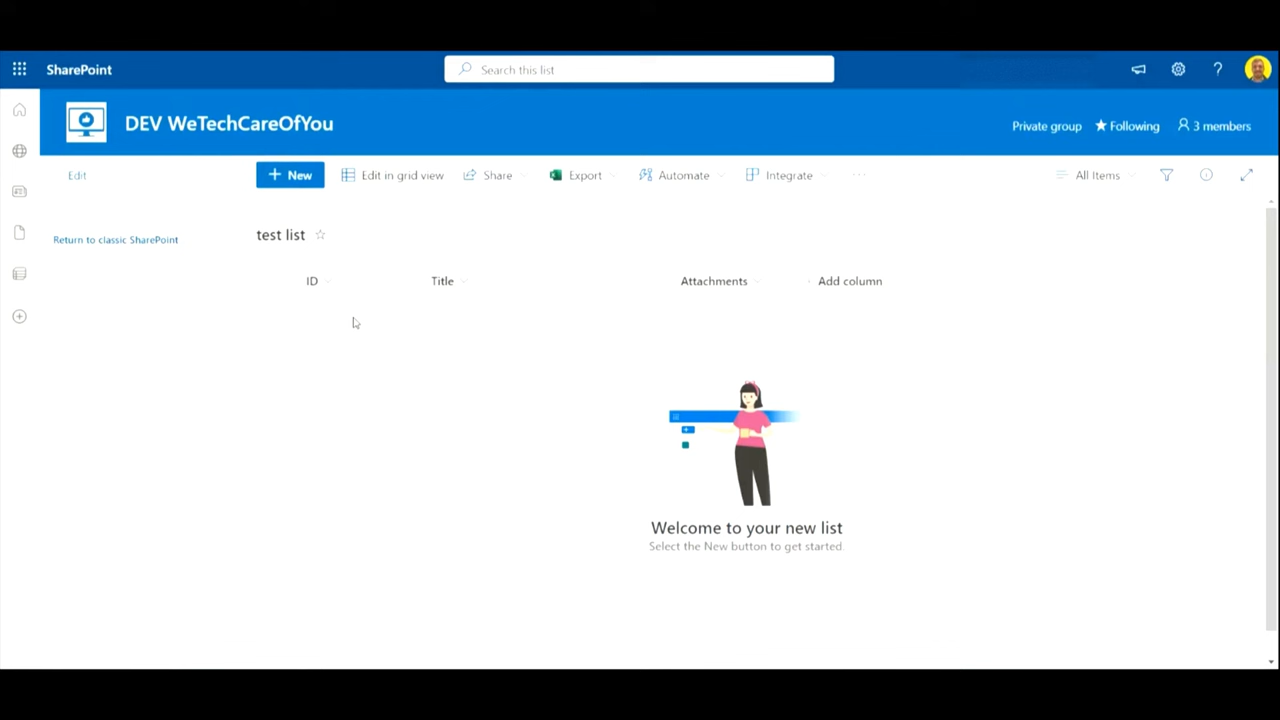 SharePoint
Search this list
?
DEV WeTechCareOfYou
Private group
Following
3 members
Edit
New
Edit in grid view
Share
Export
Automate
Integrate
...
All Items
Return to classic SharePoint
test list
ID
Title
Attachments
Add column
Welcome to your new list
Select the New button to get started.